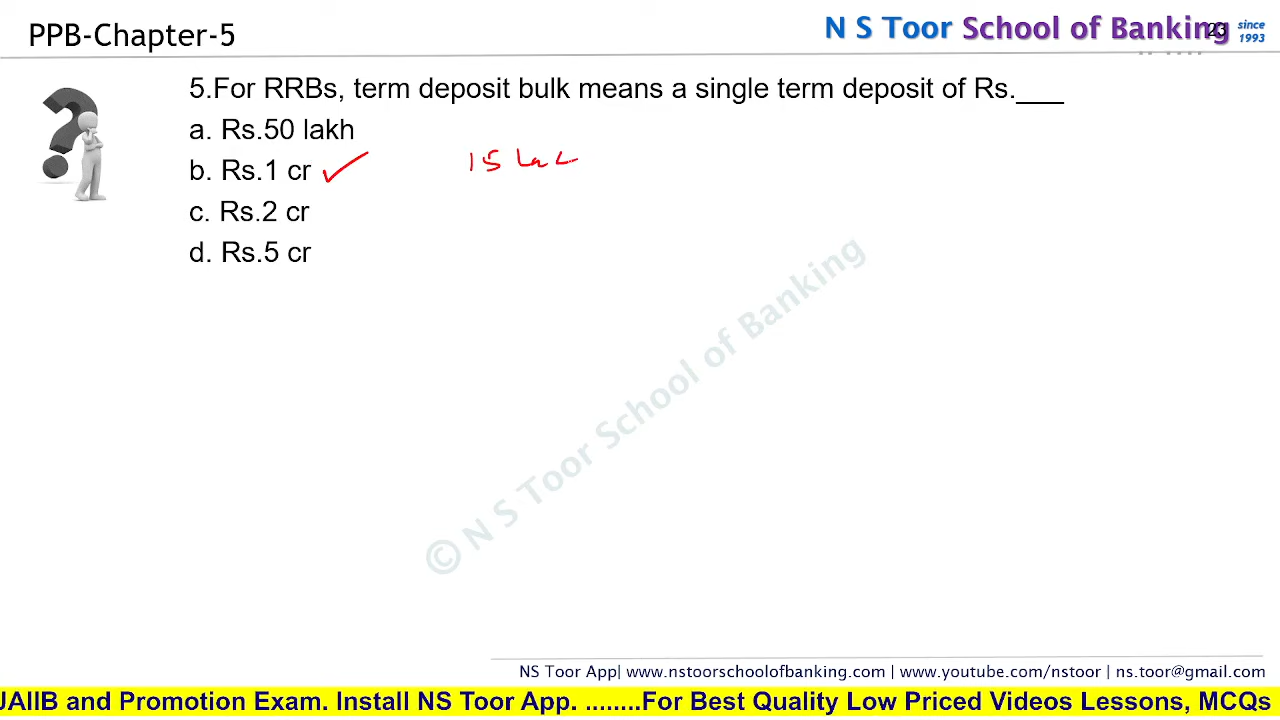 PPB-Chapter-5
N S Toor School of Banking
since
1993
23
5.For RRBs, term deposit bulk means a single term deposit of Rs.___
a. Rs.50 lakh
b. Rs.1 cr
15 lac
c. Rs.2 cr
d. Rs.5 cr
© N S Toor School of Banking
NS Toor App| www.nstoorschoolofbanking.com | www.youtube.com/nstoor | ns.toor@gmail.com
JAIIB and Promotion Exam. Install NS Toor App. ........For Best Quality Low Priced Videos Lessons, MCQs